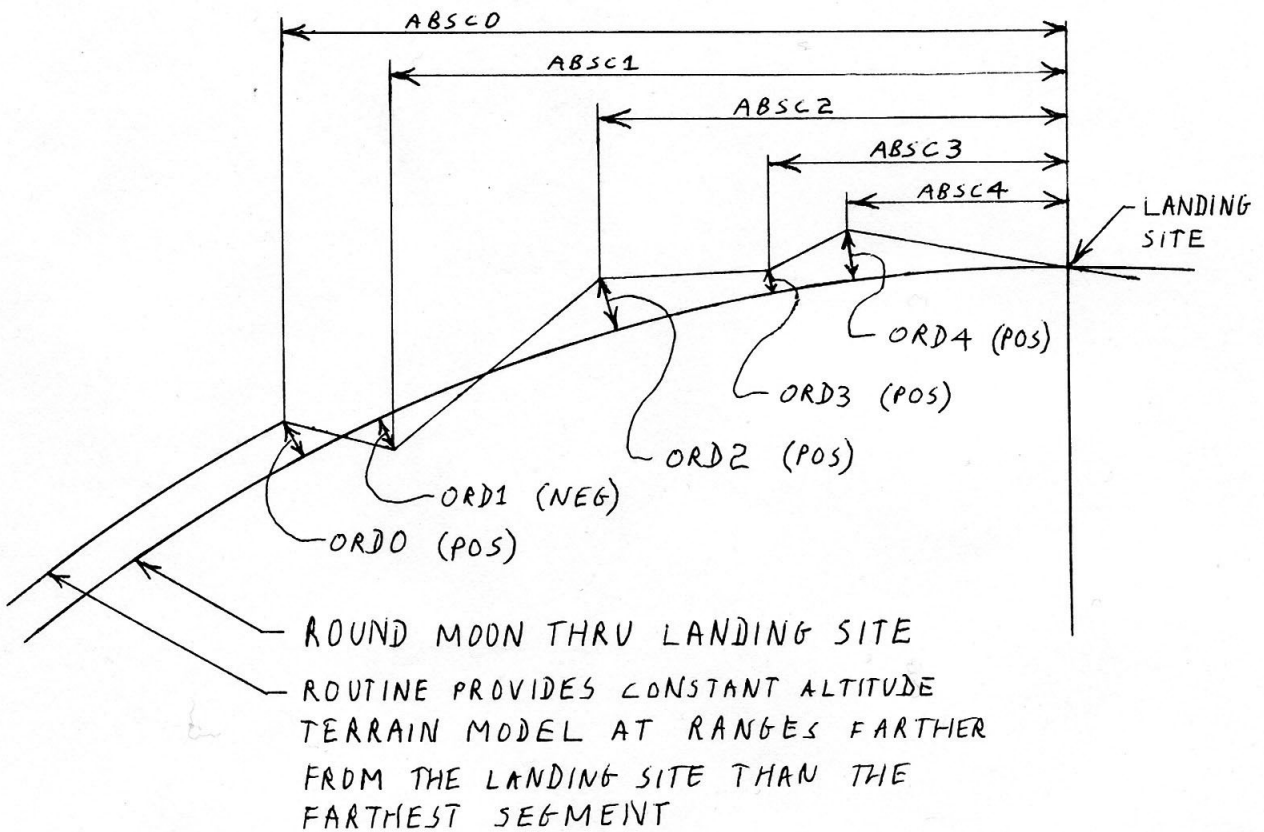 ABSC0
ABSC1
ABSC2
ABSC3
ABSC4
LANDING
SITE
ORD4 (POS)
ORD3 (POS)
ORD2 (POS)
ORD1 (NEG)
ORD0 (POS)
ROUND MOON THRU LANDING SITE
ROUTINE PROVIDES CONSTANT ALTITUDE
TERRAIN MODEL AT RANGES FARTHER
FROM THE LANDING SITE THAN THE
FARTHEST SEGMENT